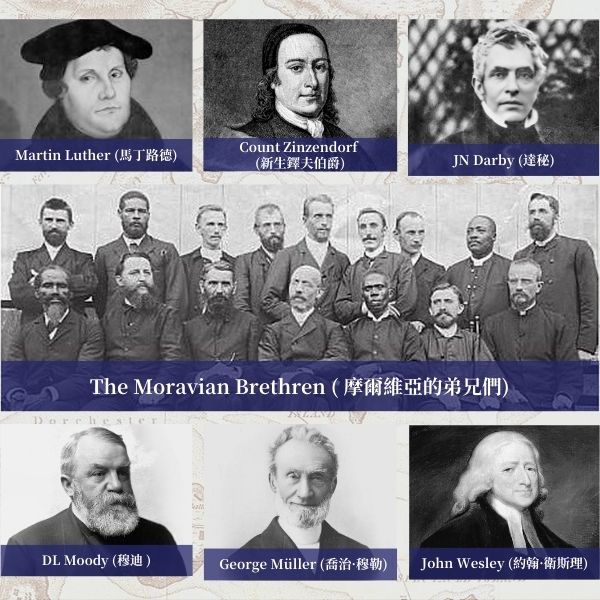 Martin Luther (馬丁路德)
Count Zinzendorf
(新生鐸夫伯爵)
JN Darby (達秘)
The Moravian Brethren ( 摩爾維亞的弟兄們)
Dorchester
ISLAND
DL Moody (穆迪 )
George Müller (喬治·穆勒)
John Wesley (約翰·衛斯理)